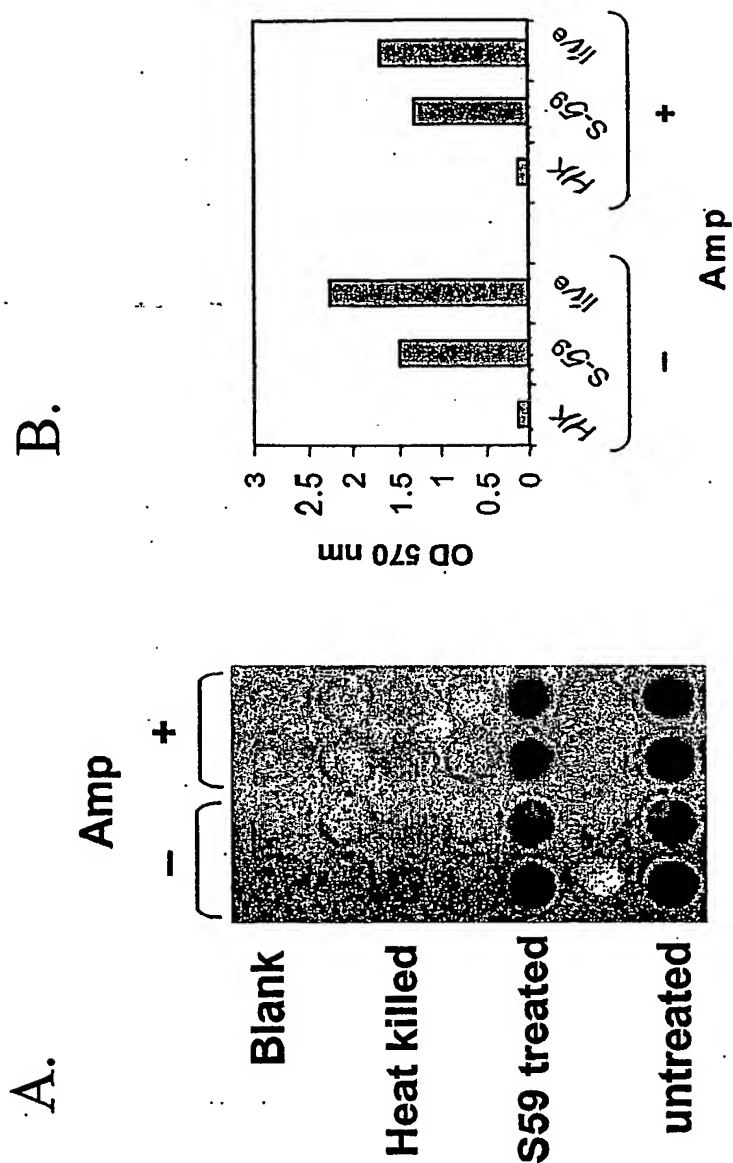 A.
Amp
− +
Blank
Heat killed
S59 treated
untreated
B.
OD 570 nm
3
2.5
2
1.5
1
0.5
0
HK S-59 live HK S-59 live
− +
Amp